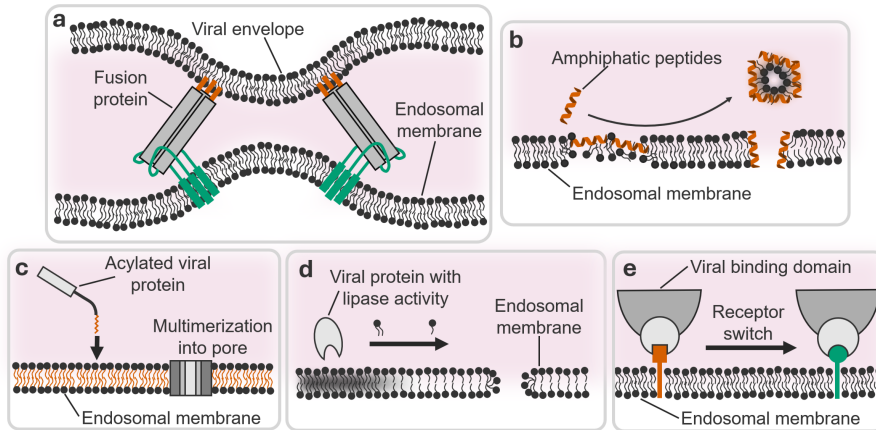 a
Viral envelope
Fusion
protein
Endosomal
membrane
b
Amphiphatic peptides
Endosomal membrane
c
Acylated viral
protein
Multimerization
into pore
Endosomal membrane
d
Viral protein with
lipase activity
Endosomal
membrane
e
Viral binding domain
Receptor
switch
Endosomal membrane